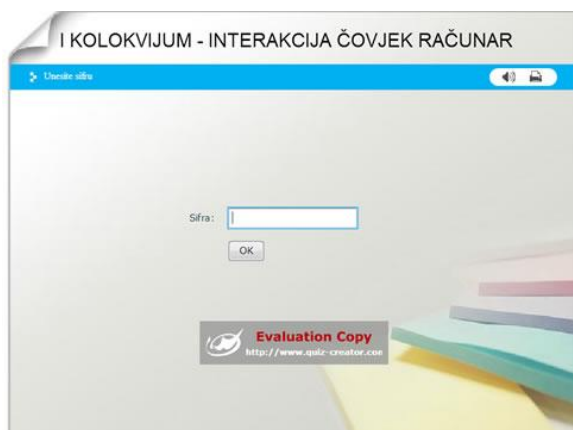 I KOLOKVIJUM - INTERAKCIJA ČOVJEK RAČUNAR
Unesite sifru
Sifra:
OK
Evaluation Copy
http://www.quiz-creator.com